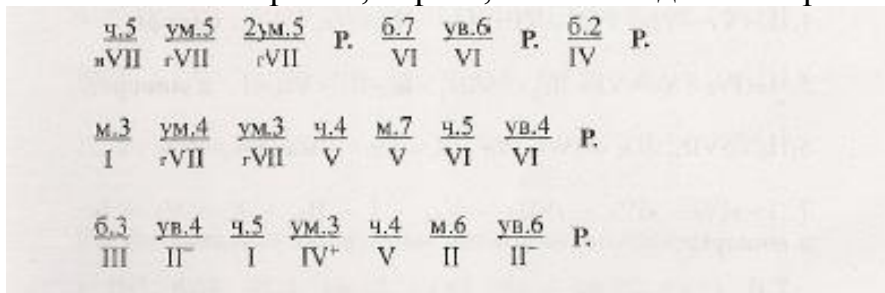 ч.5 ум.5 2ум.5 Р. б.7 ув.6 Р. б.2 Р.
нVII гVII гVII VI VI IV
м.3 ум.4 ум.3 ч.4 м.7 ч.5 ув.4 Р.
I гVII гVII V V VI VI
б.3 ув.4 ч.5 ум.3 ч.4 м.6 ув.6 Р.
III II⁻ I IV⁺ V II II⁻